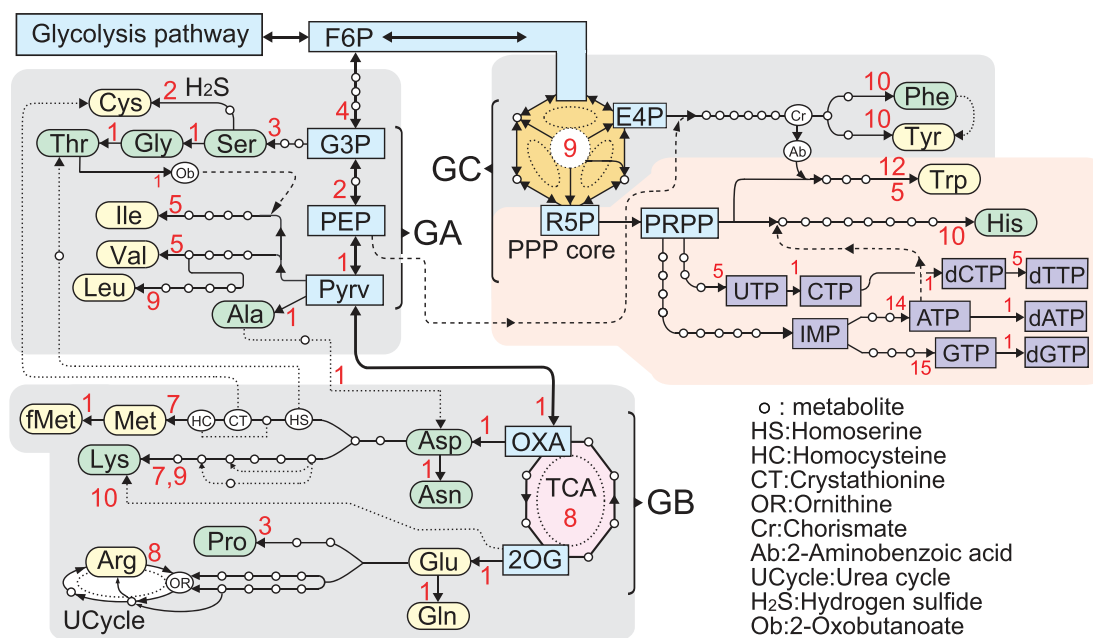 Glycolysis pathway
F6P
Cys
2
H2S
4
10
Phe
E4P
Cr
10
Tyr
Thr
1
Gly
1
Ser
3
G3P
GC
9
Ab
Ob
1
2
12
5
Trp
Ile
5
PEP
GA
R5P
PRPP
10
His
PPP core
Val
5
1
Leu
9
Pyrv
5
UTP
1
CTP
1
dCTP
5
dTTP
Ala
1
IMP
14
ATP
1
dATP
15
GTP
1
dGTP
1
fMet
1
Met
7
HC
CT
HS
1
Asp
1
OXA
Lys
7,9
10
1
Asn
TCA
8
GB
Pro
3
Arg
8
OR
Glu
1
2OG
1
Gln
UCycle
: metabolite
HS:Homoserine
HC:Homocysteine
CT:Crystathionine
OR:Ornithine
Cr:Chorismate
Ab:2-Aminobenzoic acid
UCycle:Urea cycle
H2S:Hydrogen sulfide
Ob:2-Oxobutanoate